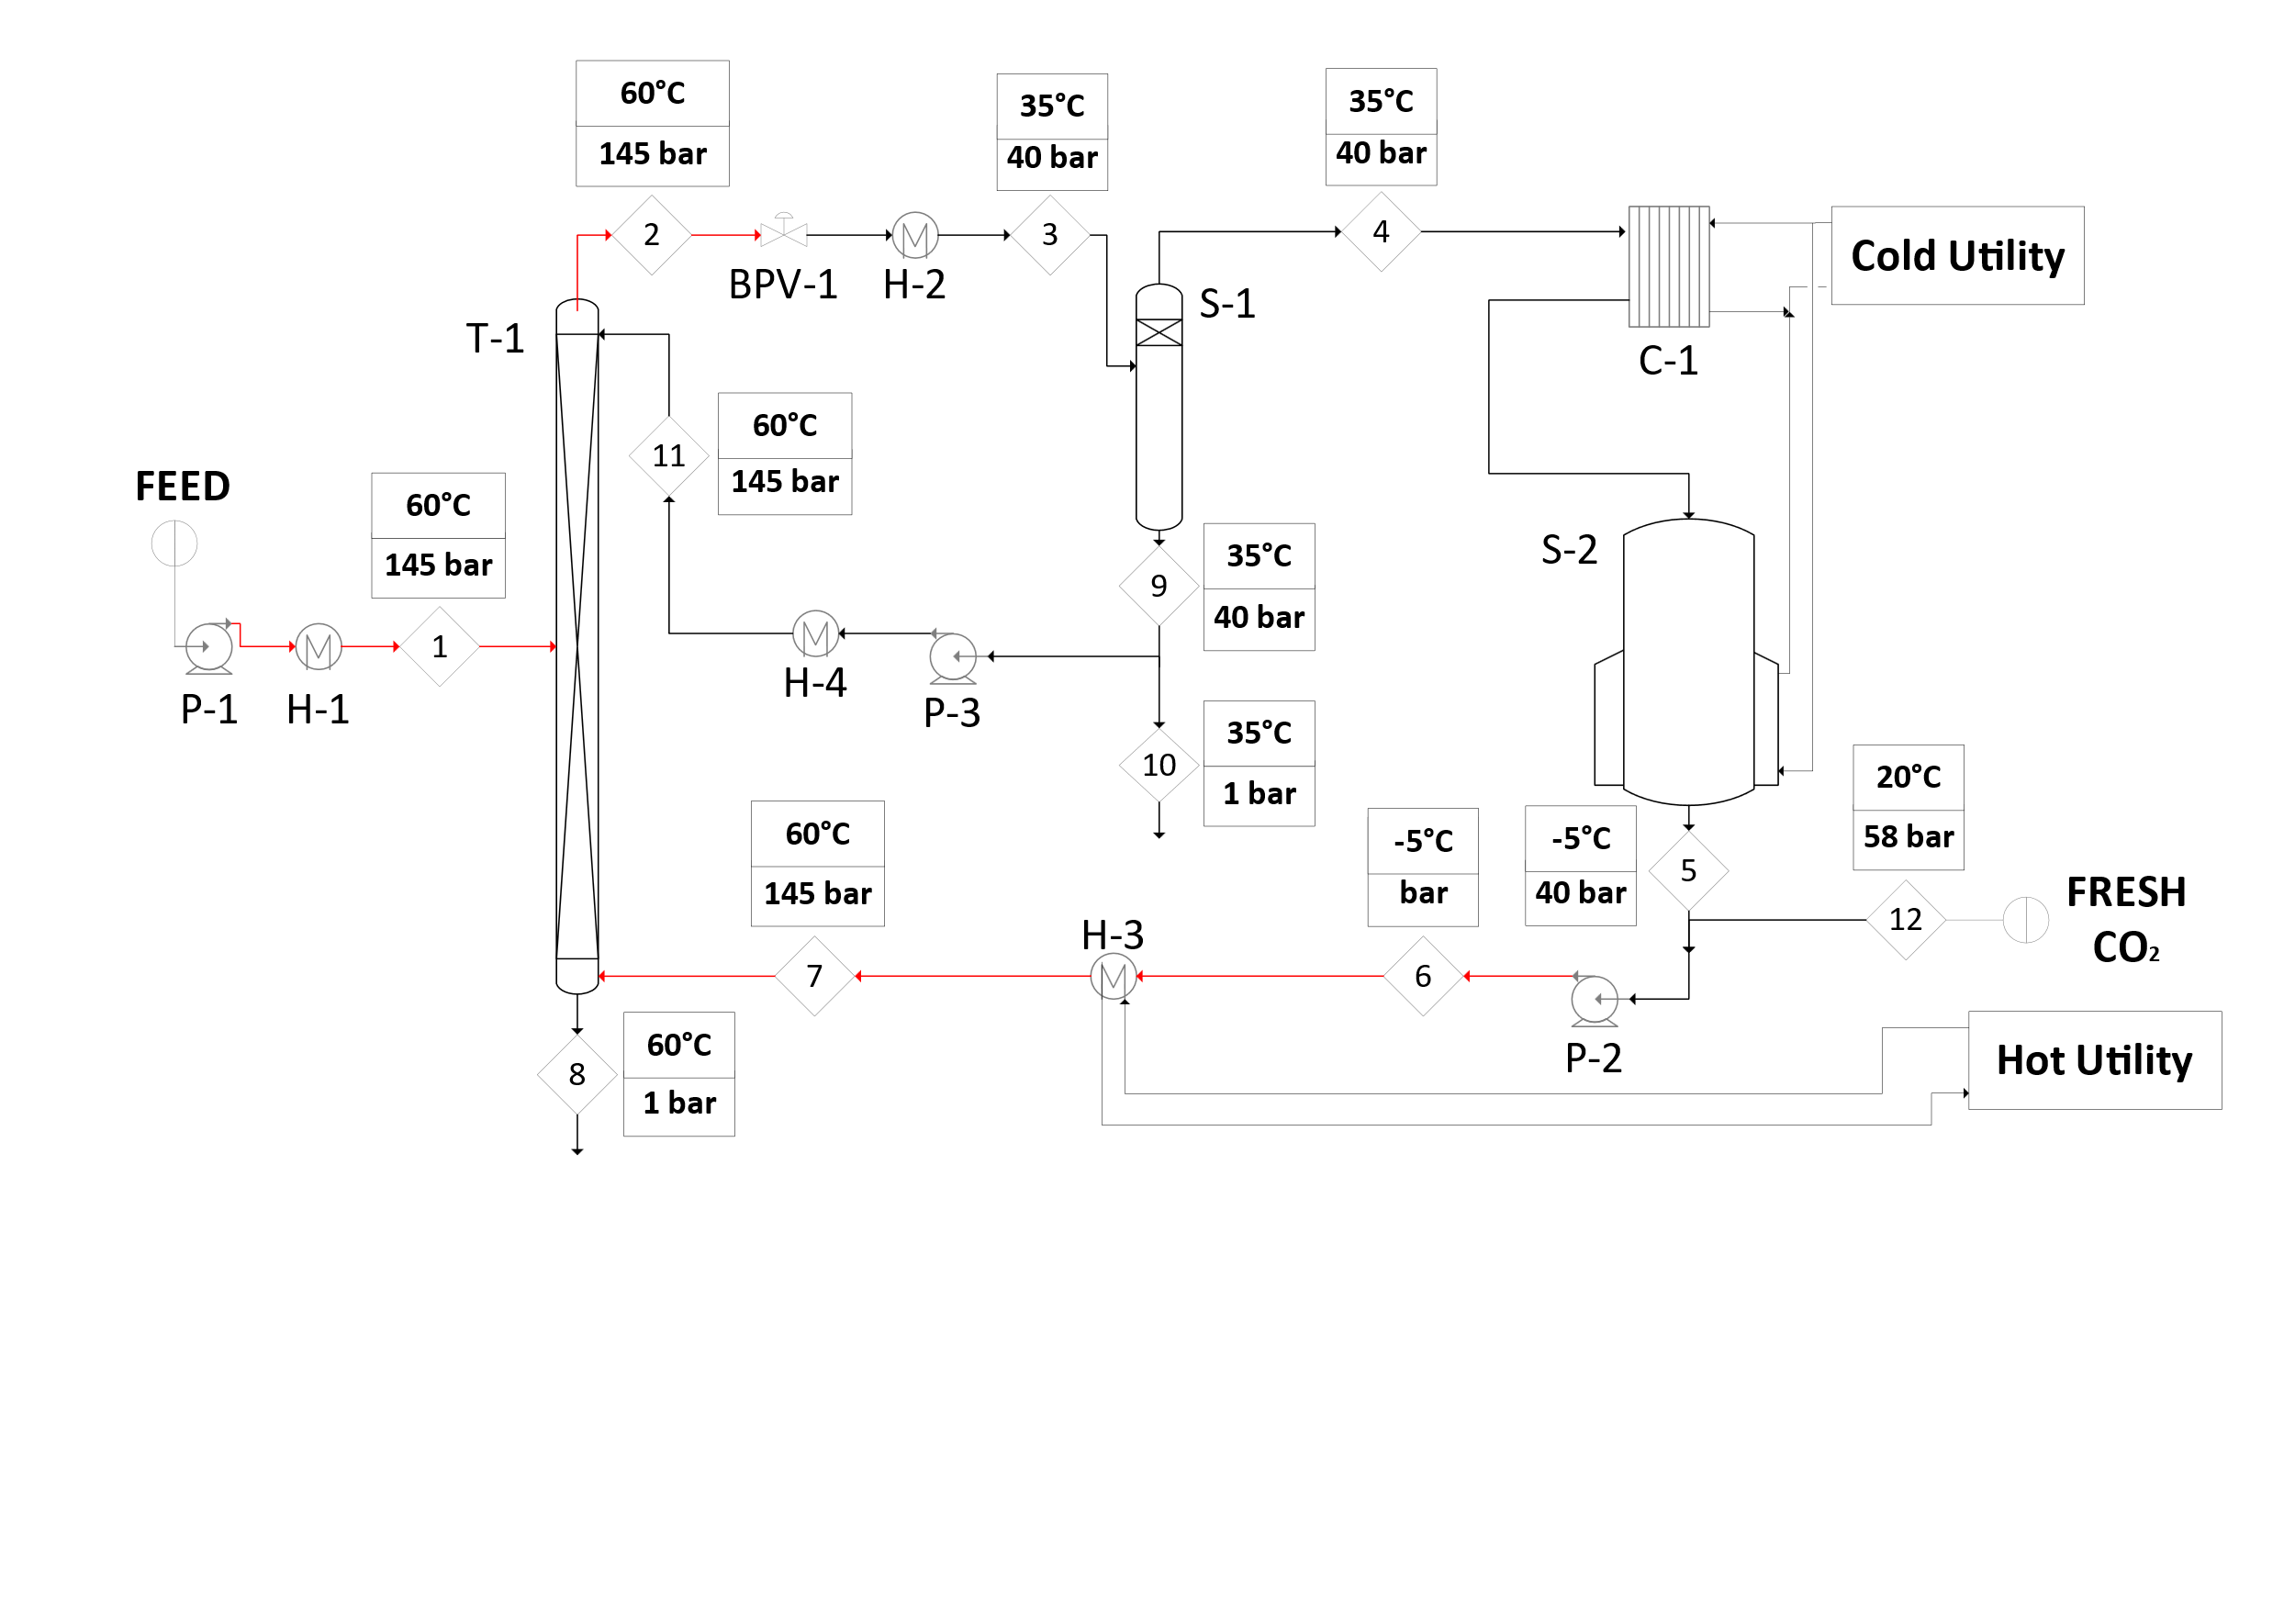 60°C
145 bar
35°C
40 bar
35°C
40 bar
2
3
4
BPV-1
H-2
S-1
Cold Utility
C-1
T-1
60°C
145 bar
11
FEED
60°C
145 bar
1
P-1
H-1
S-2
35°C
40 bar
9
H-4
P-3
35°C
1 bar
10
60°C
145 bar
7
H-3
-5°C
bar
6
-5°C
40 bar
5
20°C
58 bar
12
FRESH
CO₂
P-2
Hot Utility
8
60°C
1 bar